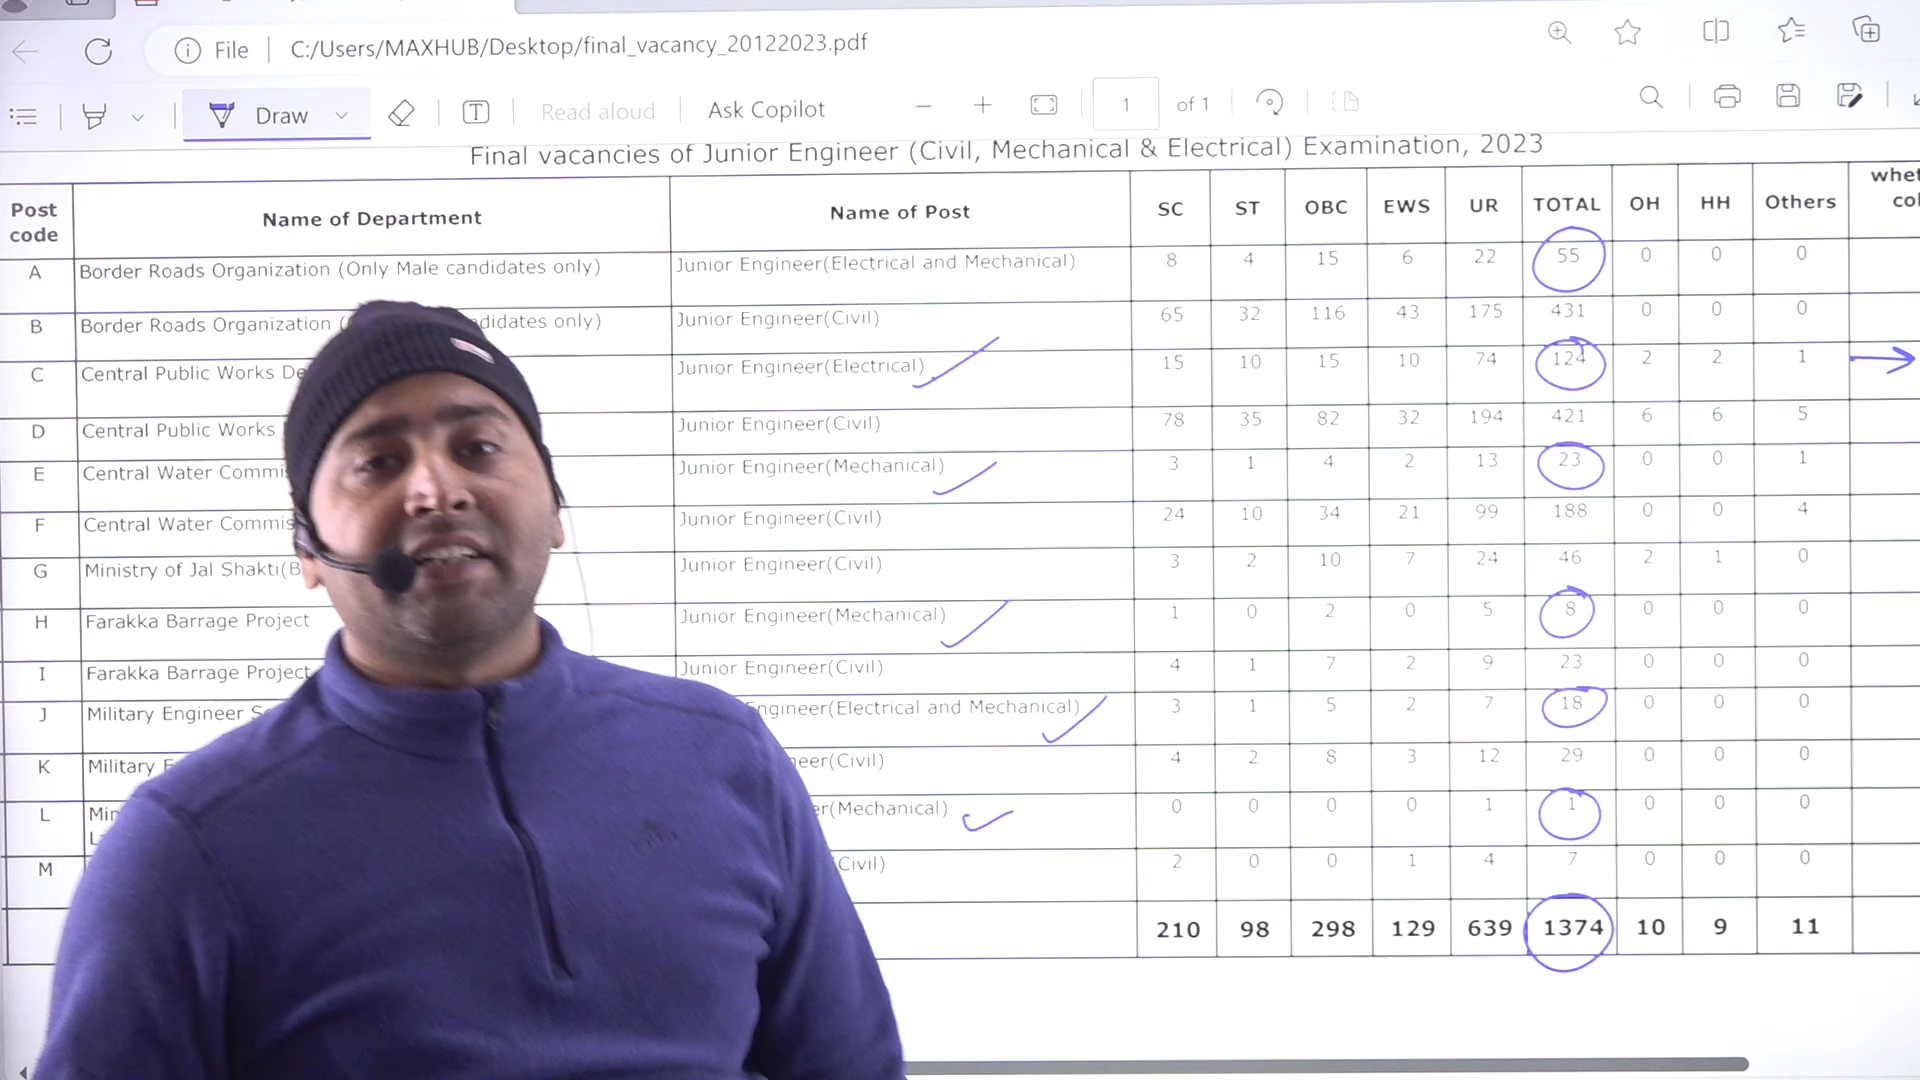 File | C:/Users/MAXHUB/Desktop/final_vacancy_20122023.pdf
Draw Read aloud Ask Copilot 1 of 1
Final vacancies of Junior Engineer (Civil, Mechanical & Electrical) Examination, 2023
Post code Name of Department Name of Post SC ST OBC EWS UR TOTAL OH HH Others
A Border Roads Organization (Only Male candidates only) Junior Engineer(Electrical and Mechanical) 8 4 15 6 22 55 0 0 0
B Border Roads Organization only) Junior Engineer(Civil) 65 32 116 43 175 431 0 0 0
C Central Public Works Junior Engineer(Electrical) 15 10 15 10 74 124 2 2 1
D Central Public Works Junior Engineer(Civil) 78 35 82 32 194 421 6 6 5
E Central Water Junior Engineer(Mechanical) 3 1 4 2 13 23 0 0 1
F Central Water Junior Engineer(Civil) 24 10 34 21 99 188 0 0 4
G Ministry of Jal Shakti(B Junior Engineer(Civil) 3 2 10 7 24 46 2 1 0
H Farakka Barrage Project Junior Engineer(Mechanical) 1 0 2 0 5 8 0 0 0
I Farakka Barrage Project Junior Engineer(Civil) 4 1 7 2 9 23 0 0 0
J Military Engineer ngineer(Electrical and Mechanical) 3 1 5 2 7 18 0 0 0
K Military eer(Civil) 4 2 8 3 12 29 0 0 0
L Min r(Mechanical) 0 0 0 0 1 1 0 0 0
M (Civil) 2 0 0 1 4 7 0 0 0
210 98 298 129 639 1374 10 9 11